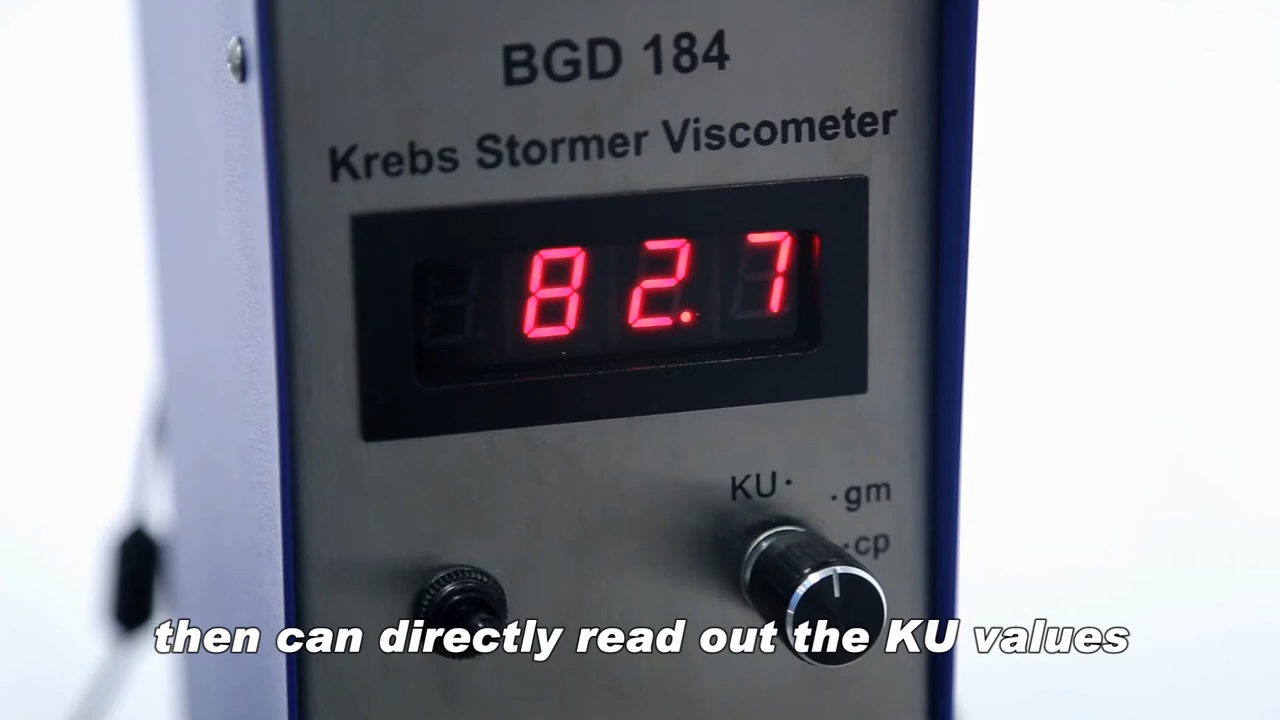 BGD 184
Krebs Stormer Viscometer
82.7
KU
gm
cp
then can directly read out the KU values